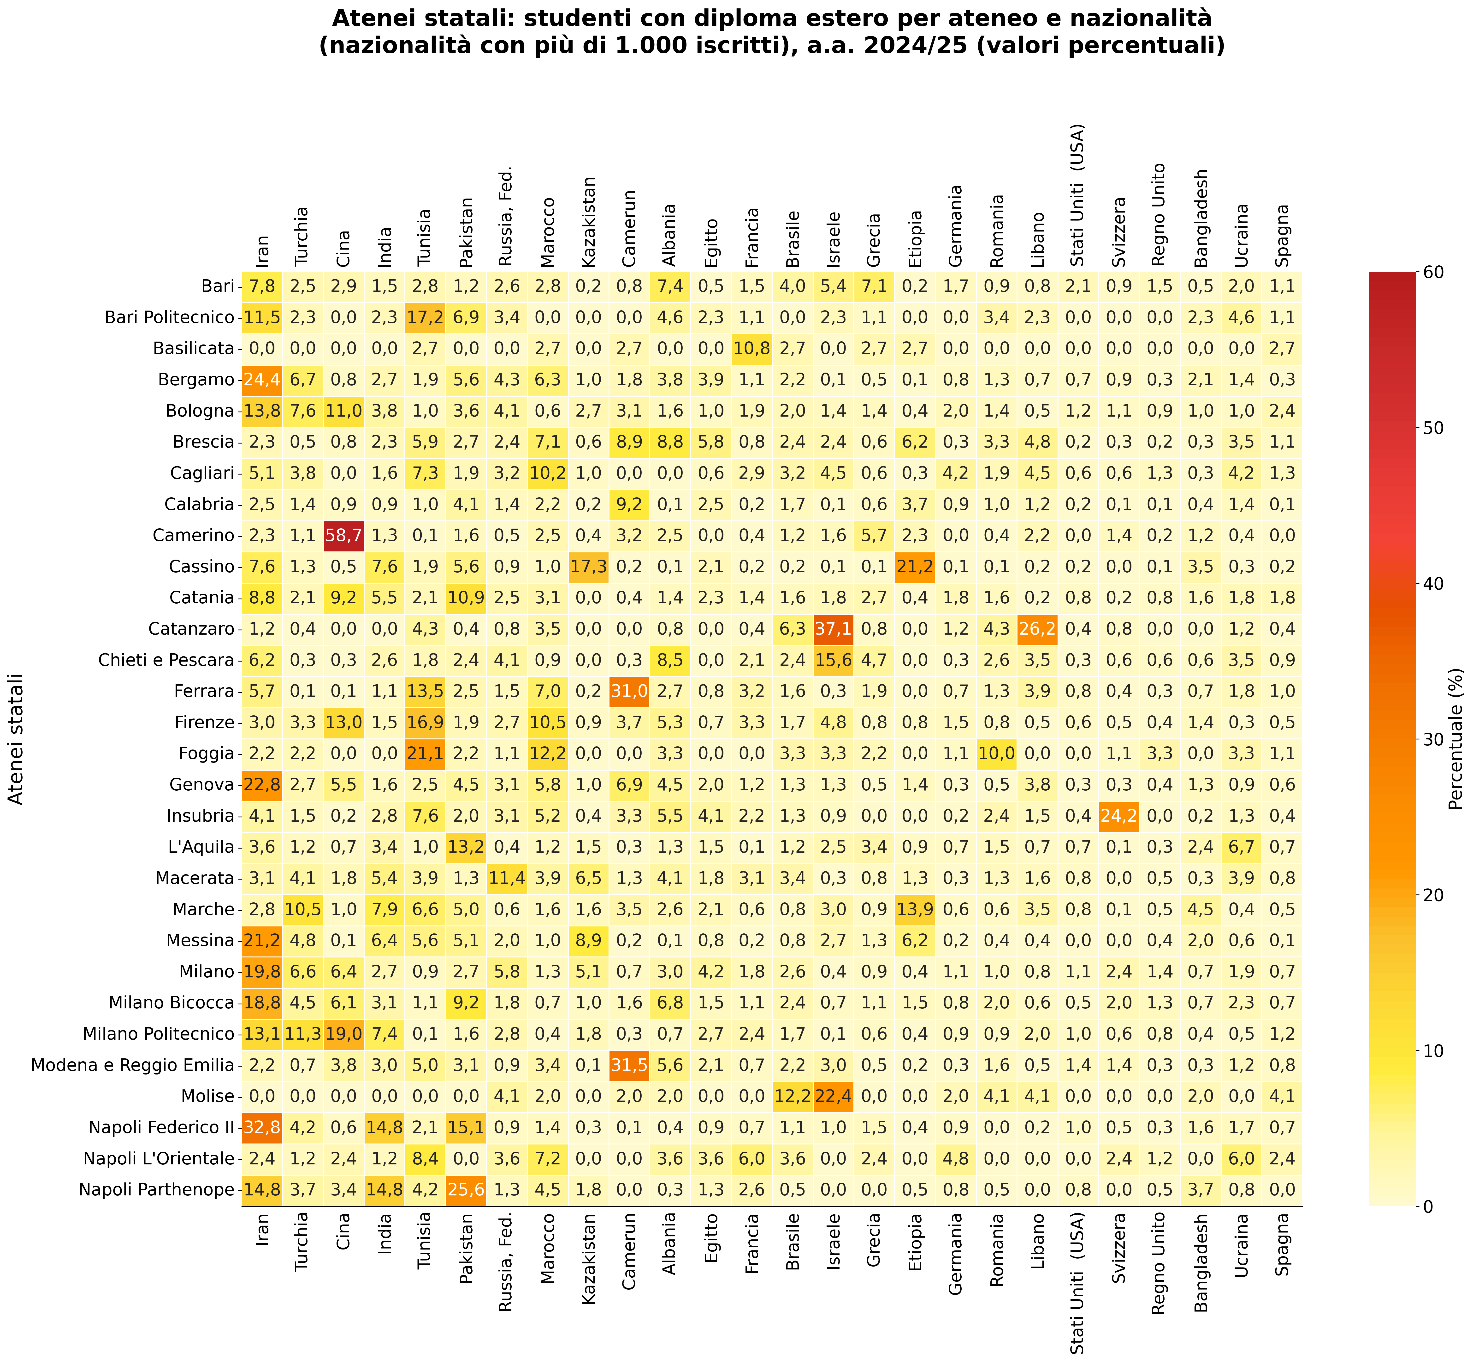 Atenei statali: studenti con diploma estero per ateneo e nazionalità
(nazionalità con più di 1.000 iscritti), a.a. 2024/25 (valori percentuali)
Iran Turchia Cina India Tunisia Pakistan Russia, Fed. Marocco Kazakistan Camerun Albania Egitto Francia Brasile Israele Grecia Etiopia Germania Romania Libano Stati Uniti (USA) Svizzera Regno Unito Bangladesh Ucraina Spagna
Atenei statali
Bari 7,8 2,5 2,9 1,5 2,8 1,2 2,6 2,8 0,2 0,8 7,4 0,5 1,5 4,0 5,4 7,1 0,2 1,7 0,9 0,8 2,1 0,9 1,5 0,5 2,0 1,1
Bari Politecnico 11,5 2,3 0,0 2,3 17,2 6,9 3,4 0,0 0,0 0,0 4,6 2,3 1,1 0,0 2,3 1,1 0,0 0,0 3,4 2,3 0,0 0,0 0,0 2,3 4,6 1,1
Basilicata 0,0 0,0 0,0 0,0 2,7 0,0 0,0 2,7 0,0 2,7 0,0 0,0 10,8 2,7 0,0 2,7 2,7 0,0 0,0 0,0 0,0 0,0 0,0 0,0 0,0 2,7
Bergamo 24,4 6,7 0,8 2,7 1,9 5,6 4,3 6,3 1,0 1,8 3,8 3,9 1,1 2,2 0,1 0,5 0,1 0,8 1,3 0,7 0,7 0,9 0,3 2,1 1,4 0,3
Bologna 13,8 7,6 11,0 3,8 1,0 3,6 4,1 0,6 2,7 3,1 1,6 1,0 1,9 2,0 1,4 1,4 0,4 2,0 1,4 0,5 1,2 1,1 0,9 1,0 1,0 2,4
Brescia 2,3 0,5 0,8 2,3 5,9 2,7 2,4 7,1 0,6 8,9 8,8 5,8 0,8 2,4 2,4 0,6 6,2 0,3 3,3 4,8 0,2 0,3 0,2 0,3 3,5 1,1
Cagliari 5,1 3,8 0,0 1,6 7,3 1,9 3,2 10,2 1,0 0,0 0,0 0,6 2,9 3,2 4,5 0,6 0,3 4,2 1,9 4,5 0,6 0,6 1,3 0,3 4,2 1,3
Calabria 2,5 1,4 0,9 0,9 1,0 4,1 1,4 2,2 0,2 9,2 0,1 2,5 0,2 1,7 0,1 0,6 3,7 0,9 1,0 1,2 0,2 0,1 0,1 0,4 1,4 0,1
Camerino 2,3 1,1 58,7 1,3 0,1 1,6 0,5 2,5 0,4 3,2 2,5 0,0 0,4 1,2 1,6 5,7 2,3 0,0 0,4 2,2 0,0 1,4 0,2 1,2 0,4 0,0
Cassino 7,6 1,3 0,5 7,6 1,9 5,6 0,9 1,0 17,3 0,2 0,1 2,1 0,2 0,2 0,1 0,1 21,2 0,1 0,1 0,2 0,2 0,0 0,1 3,5 0,3 0,2
Catania 8,8 2,1 9,2 5,5 2,1 10,9 2,5 3,1 0,0 0,4 1,4 2,3 1,4 1,6 1,8 2,7 0,4 1,8 1,6 0,2 0,8 0,2 0,8 1,6 1,8 1,8
Catanzaro 1,2 0,4 0,0 0,0 4,3 0,4 0,8 3,5 0,0 0,0 0,8 0,0 0,4 6,3 37,1 0,8 0,0 1,2 4,3 26,2 0,4 0,8 0,0 0,0 1,2 0,4
Chieti e Pescara 6,2 0,3 0,3 2,6 1,8 2,4 4,1 0,9 0,0 0,3 8,5 0,0 2,1 2,4 15,6 4,7 0,0 0,3 2,6 3,5 0,3 0,6 0,6 0,6 3,5 0,9
Ferrara 5,7 0,1 0,1 1,1 13,5 2,5 1,5 7,0 0,2 31,0 2,7 0,8 3,2 1,6 0,3 1,9 0,0 0,7 1,3 3,9 0,8 0,4 0,3 0,7 1,8 1,0
Firenze 3,0 3,3 13,0 1,5 16,9 1,9 2,7 10,5 0,9 3,7 5,3 0,7 3,3 1,7 4,8 0,8 0,8 1,5 0,8 0,5 0,6 0,5 0,4 1,4 0,3 0,5
Foggia 2,2 2,2 0,0 0,0 21,1 2,2 1,1 12,2 0,0 0,0 3,3 0,0 0,0 3,3 3,3 2,2 0,0 1,1 10,0 0,0 0,0 1,1 3,3 0,0 3,3 1,1
Genova 22,8 2,7 5,5 1,6 2,5 4,5 3,1 5,8 1,0 6,9 4,5 2,0 1,2 1,3 1,3 0,5 1,4 0,3 0,5 3,8 0,3 0,3 0,4 1,3 0,9 0,6
Insubria 4,1 1,5 0,2 2,8 7,6 2,0 3,1 5,2 0,4 3,3 5,5 4,1 2,2 1,3 0,9 0,0 0,0 0,0 2,4 1,5 0,4 24,2 0,0 0,2 1,3 0,4
L'Aquila 3,6 1,2 0,7 3,4 1,0 13,2 0,4 1,2 1,5 0,3 1,3 1,5 0,1 1,2 2,5 3,4 0,9 0,7 1,5 0,7 0,7 0,1 0,3 2,2 6,7 0,7
Macerata 3,1 4,1 1,8 5,4 3,9 1,3 11,4 3,9 6,5 1,3 4,1 1,8 3,1 3,4 0,3 0,8 1,3 0,3 1,3 1,6 0,8 0,0 0,5 0,3 3,9 0,8
Marche 2,8 10,5 1,0 7,9 6,6 5,0 0,6 1,6 1,6 3,5 2,6 2,1 0,6 0,8 3,0 0,9 13,9 0,6 0,6 3,5 0,8 0,1 0,5 4,5 0,4 0,5
Messina 21,2 4,8 0,1 6,4 5,6 5,1 2,0 1,0 8,9 0,2 0,1 0,8 0,2 0,8 2,7 1,3 6,2 0,2 0,4 0,4 0,0 0,0 0,4 2,0 0,6 0,1
Milano 19,8 6,6 6,4 2,7 0,9 2,7 5,8 1,3 5,1 0,7 3,0 4,2 1,8 2,6 0,4 0,9 0,4 1,1 1,0 0,8 1,1 2,4 1,4 0,7 1,9 0,7
Milano Bicocca 18,8 4,5 6,1 3,1 1,1 9,2 1,8 0,7 1,0 1,6 6,8 1,5 1,1 2,4 0,7 1,1 1,5 0,8 2,0 0,6 0,5 2,0 1,3 0,7 2,3 0,7
Milano Politecnico 13,1 11,3 19,0 7,4 0,1 1,6 2,8 0,4 1,8 0,3 0,7 2,7 2,4 1,7 0,1 0,6 0,4 0,9 0,9 2,0 1,0 0,6 0,8 0,4 0,5 1,2
Modena e Reggio Emilia 2,2 0,7 3,8 3,0 5,0 3,1 0,9 3,4 0,1 31,5 5,6 2,1 0,7 2,2 3,0 0,5 0,2 0,3 1,6 0,5 1,4 1,4 0,3 0,3 1,2 0,8
Molise 0,0 0,0 0,0 0,0 0,0 0,0 4,1 2,0 0,0 2,0 2,0 0,0 0,0 12,2 22,4 0,0 0,0 2,0 4,1 4,1 0,0 0,0 0,0 2,0 0,0 4,1
Napoli Federico II 32,8 4,2 0,6 14,8 2,1 15,1 0,9 1,4 0,3 0,1 0,4 0,9 0,7 1,1 1,0 1,5 0,4 0,9 0,0 0,2 1,0 0,5 0,3 1,6 1,7 0,7
Napoli L'Orientale 2,4 1,2 2,4 1,2 8,4 0,0 3,6 7,2 0,0 0,0 3,6 3,6 6,0 3,6 0,0 2,4 0,0 4,8 0,0 0,0 0,0 2,4 1,2 0,0 6,0 2,4
Napoli Parthenope 14,8 3,7 3,4 14,8 4,2 25,6 1,3 4,5 1,8 0,0 0,3 1,3 2,6 0,5 0,0 0,0 0,5 0,8 0,5 0,0 0,8 0,0 0,5 3,7 0,8 0,0
Iran Turchia Cina India Tunisia Pakistan Russia, Fed. Marocco Kazakistan Camerun Albania Egitto Francia Brasile Israele Grecia Etiopia Germania Romania Libano Stati Uniti (USA) Svizzera Regno Unito Bangladesh Ucraina Spagna
60
50
40
30
20
10
0
Percentuale (%)